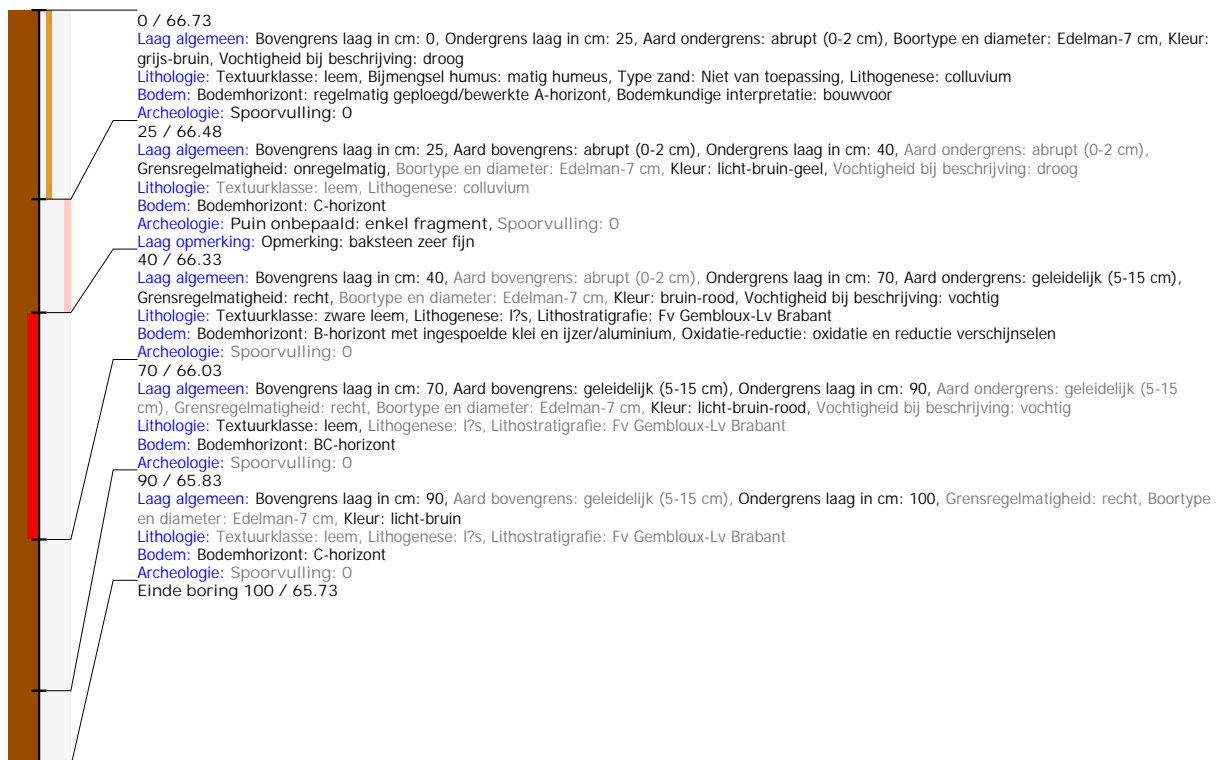 0 / 66.73
Laag algemeen: Bovengrens laag in cm: 0, Ondergrens laag in cm: 25, Aard ondergrens: abrupt (0-2 cm), Boortype en diameter: Edelman-7 cm, Kleur:
grijs-bruin, Vochtigheid bij beschrijving: droog
Lithologie: Textuurklasse: leem, Bijmengsel humus: matig humeus, Type zand: Niet van toepassing, Lithogenese: colluvium
Bodem: Bodemhorizont: regelmatig geploegd/bewerkte A-horizont, Bodemkundige interpretatie: bouwvoor
Archeologie: Spoorvulling: 0
25 / 66.48
Laag algemeen: Bovengrens laag in cm: 25, Aard bovengrens: abrupt (0-2 cm), Ondergrens laag in cm: 40, Aard ondergrens: abrupt (0-2 cm),
Grensregelmatigheid: onregelmatig, Boortype en diameter: Edelman-7 cm, Kleur: licht-bruin-geel, Vochtigheid bij beschrijving: droog
Lithologie: Textuurklasse: leem, Lithogenese: colluvium
Bodem: Bodemhorizont: C-horizont
Archeologie: Puin onbepaald: enkel fragment, Spoorvulling: 0
Laag opmerking: Opmerking: baksteen zeer fijn
40 / 66.33
Laag algemeen: Bovengrens laag in cm: 40, Aard bovengrens: abrupt (0-2 cm), Ondergrens laag in cm: 70, Aard ondergrens: geleidelijk (5-15 cm),
Grensregelmatigheid: recht, Boortype en diameter: Edelman-7 cm, Kleur: bruin-rood, Vochtigheid bij beschrijving: vochtig
Lithologie: Textuurklasse: zware leem, Lithogenese: l?s, Lithostratigrafie: Fv Gembloux-Lv Brabant
Bodem: Bodemhorizont: B-horizont met ingespoelde klei en ijzer/aluminium, Oxidatie-reductie: oxidatie en reductie verschijnselen
Archeologie: Spoorvulling: 0
70 / 66.03
Laag algemeen: Bovengrens laag in cm: 70, Aard bovengrens: geleidelijk (5-15 cm), Ondergrens laag in cm: 90, Aard ondergrens: geleidelijk (5-15
cm), Grensregelmatigheid: recht, Boortype en diameter: Edelman-7 cm, Kleur: licht-bruin-rood, Vochtigheid bij beschrijving: vochtig
Lithologie: Textuurklasse: leem, Lithogenese: l?s, Lithostratigrafie: Fv Gembloux-Lv Brabant
Bodem: Bodemhorizont: BC-horizont
Archeologie: Spoorvulling: 0
90 / 65.83
Laag algemeen: Bovengrens laag in cm: 90, Aard bovengrens: geleidelijk (5-15 cm), Ondergrens laag in cm: 100, Grensregelmatigheid: recht, Boortype
en diameter: Edelman-7 cm, Kleur: licht-bruin
Lithologie: Textuurklasse: leem, Lithogenese: l?s, Lithostratigrafie: Fv Gembloux-Lv Brabant
Bodem: Bodemhorizont: C-horizont
Archeologie: Spoorvulling: 0
Einde boring 100 / 65.73